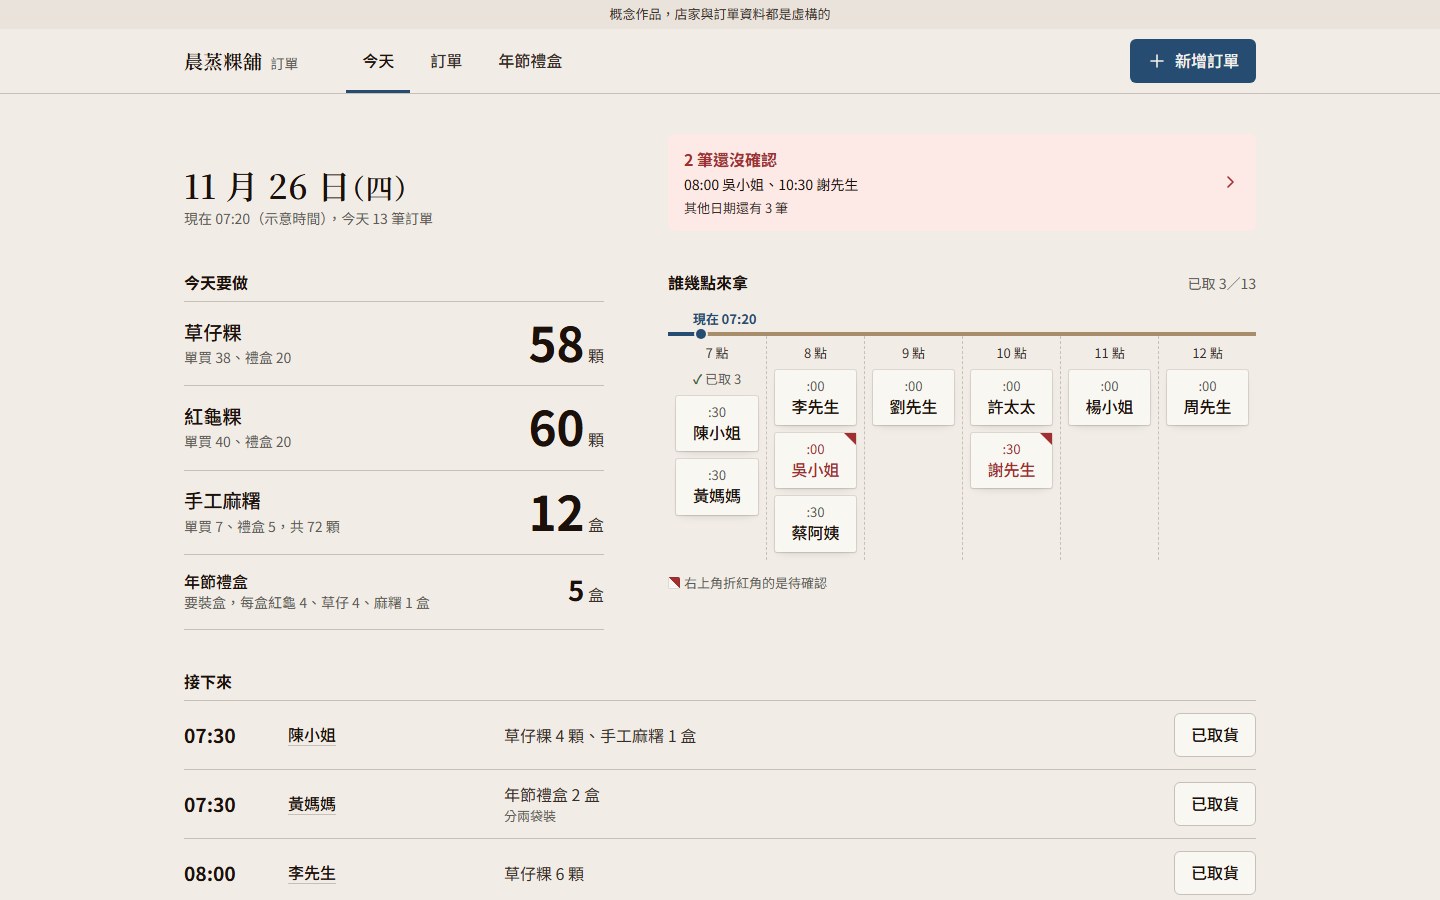 概念作品，店家與訂單資料都是虛構的
晨蒸粿舖 訂單
今天
訂單
年節禮盒
新增訂單
11 月 26 日(四)
現在 07:20（示意時間），今天 13 筆訂單
2 筆還沒確認
08:00 吳小姐、10:30 謝先生
其他日期還有 3 筆
今天要做
草仔粿
單買 38、禮盒 20
58 顆
紅龜粿
單買 40、禮盒 20
60 顆
手工麻糬
單買 7、禮盒 5，共 72 顆
12 盒
年節禮盒
要裝盒，每盒紅龜 4、草仔 4、麻糬 1 盒
5 盒
誰幾點來拿
已取 3／13
現在 07:20
7 點
✓已取 3
:30
陳小姐
:30
黃媽媽
8 點
:00
李先生
:00
吳小姐
:30
蔡阿姨
9 點
:00
劉先生
10 點
:00
許太太
:30
謝先生
11 點
:00
楊小姐
12 點
:00
周先生
右上角折紅角的是待確認
接下來
07:30
陳小姐
草仔粿 4 顆、手工麻糬 1 盒
已取貨
07:30
黃媽媽
年節禮盒 2 盒
分兩袋裝
已取貨
08:00
李先生
草仔粿 6 顆
已取貨